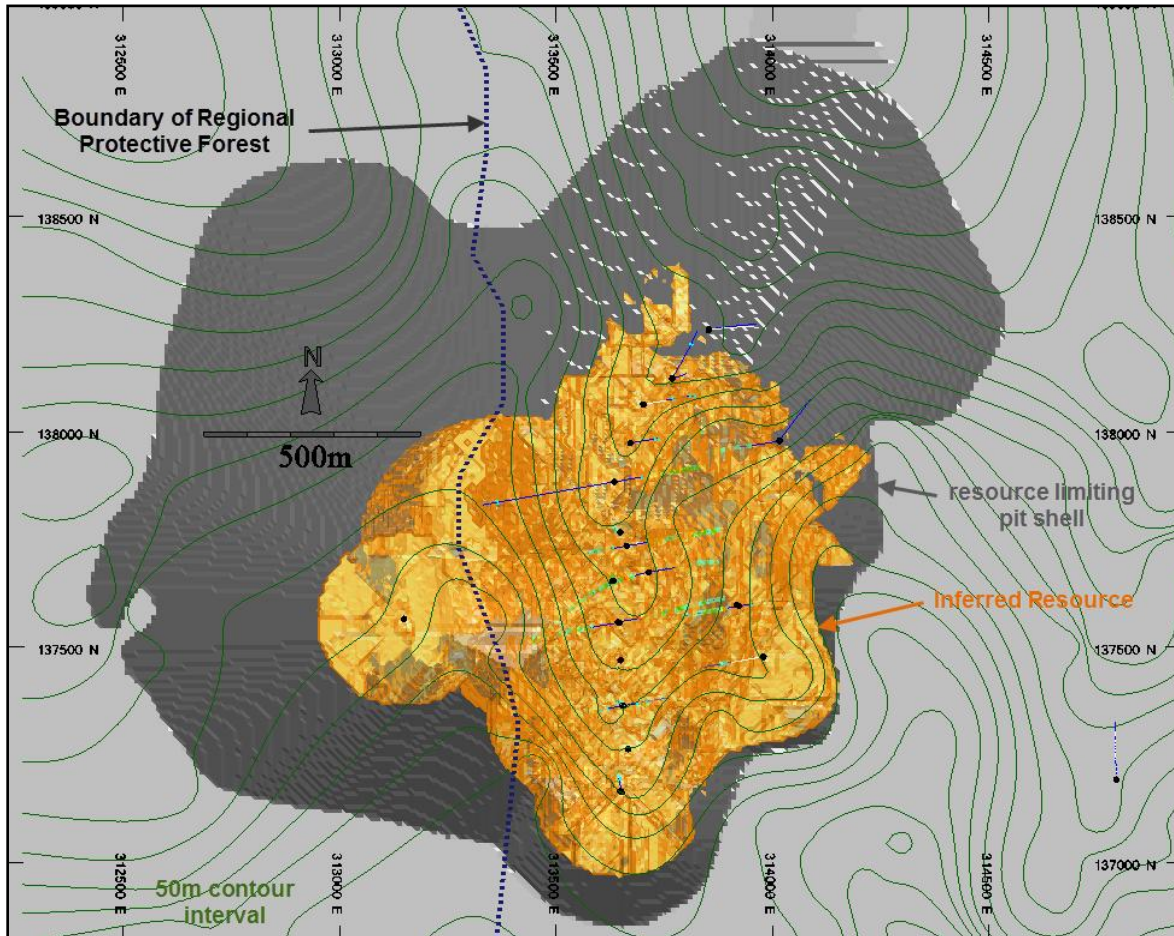 312500 E
313000 E
313500 E
314000 E
314500 E
Boundary of Regional
Protective Forest
138500 N
138500 N
N
500m
138000 N
138000 N
resource limiting
pit shell
Inferred Resource
137500 N
137500 N
137000 N
50m contour
interval
312500 E
313000 E
313500 E
314000 E
314500 E